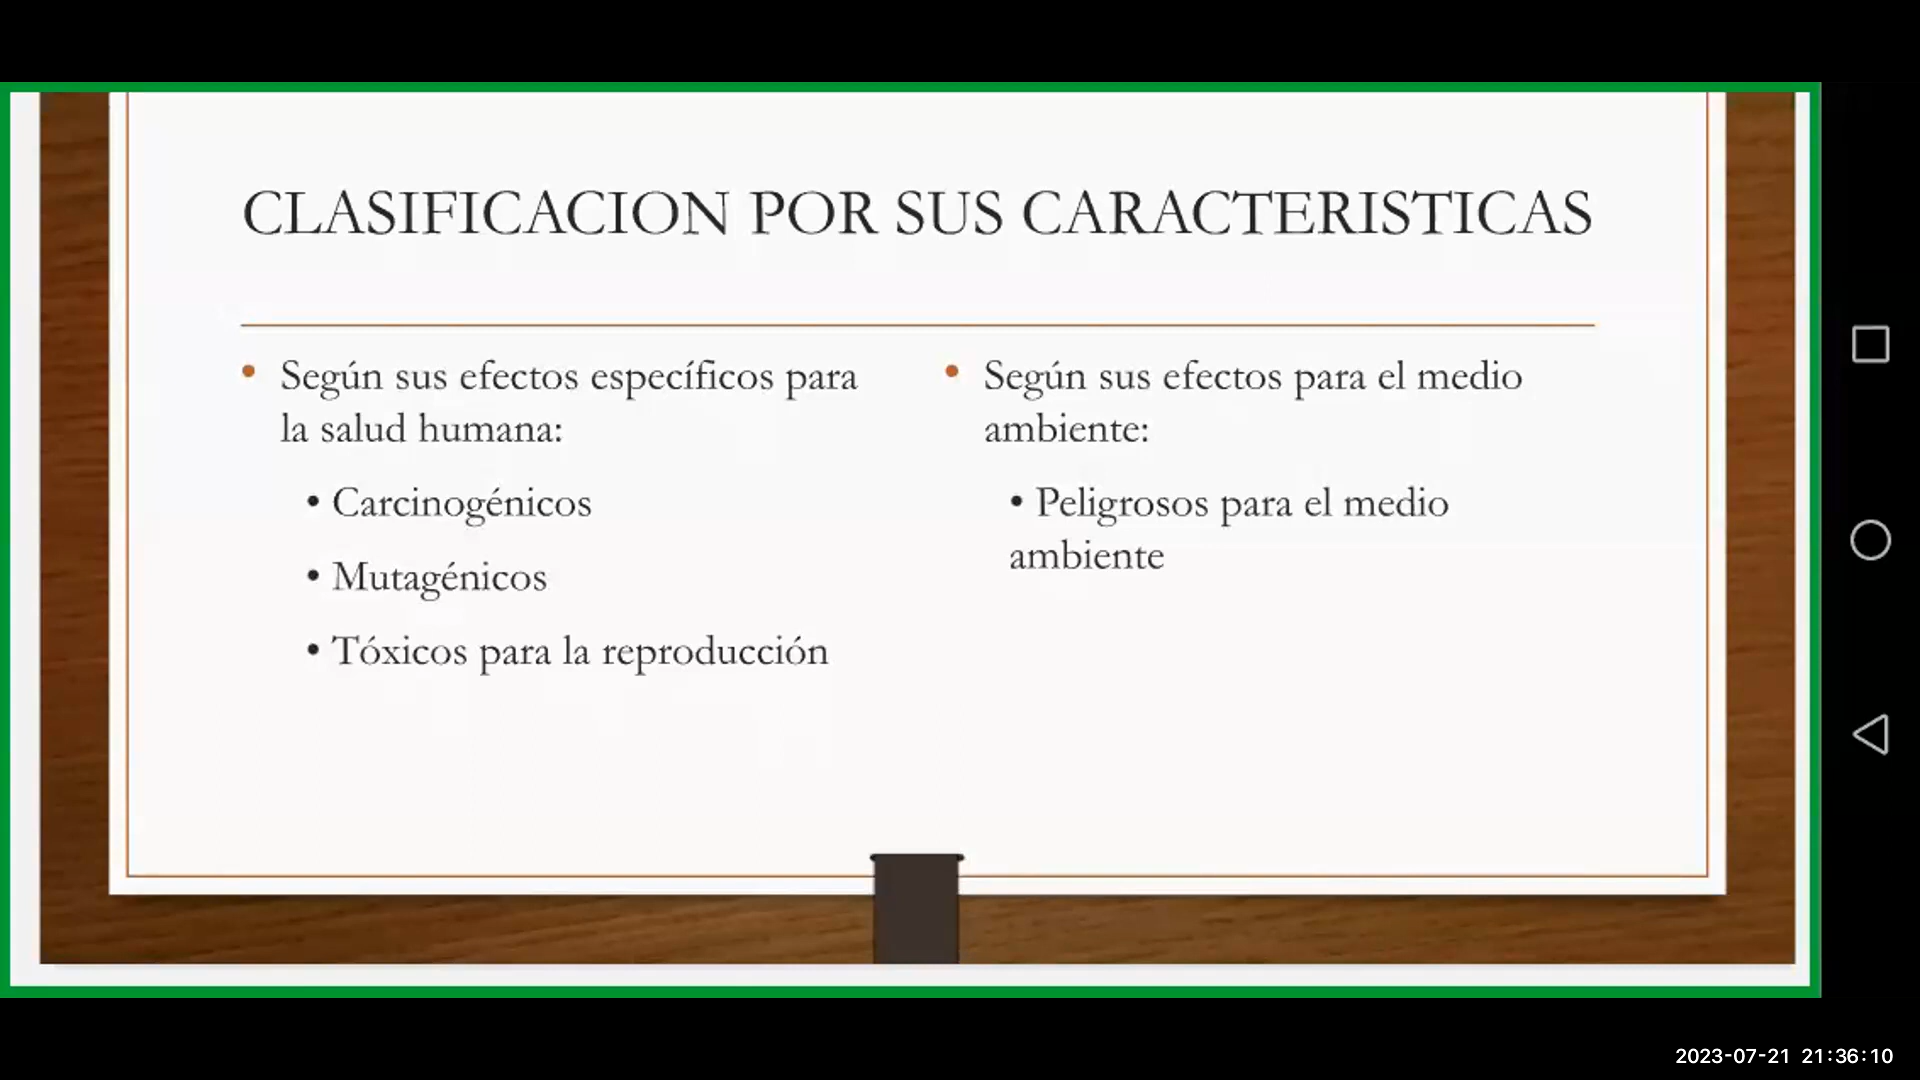 CLASIFICACION POR SUS CARACTERISTICAS
• Según sus efectos específicos para
la salud humana:
• Carcinogénicos
• Mutagénicos
• Tóxicos para la reproducción
• Según sus efectos para el medio
ambiente:
• Peligrosos para el medio
ambiente
2023-07-21 21:36:10